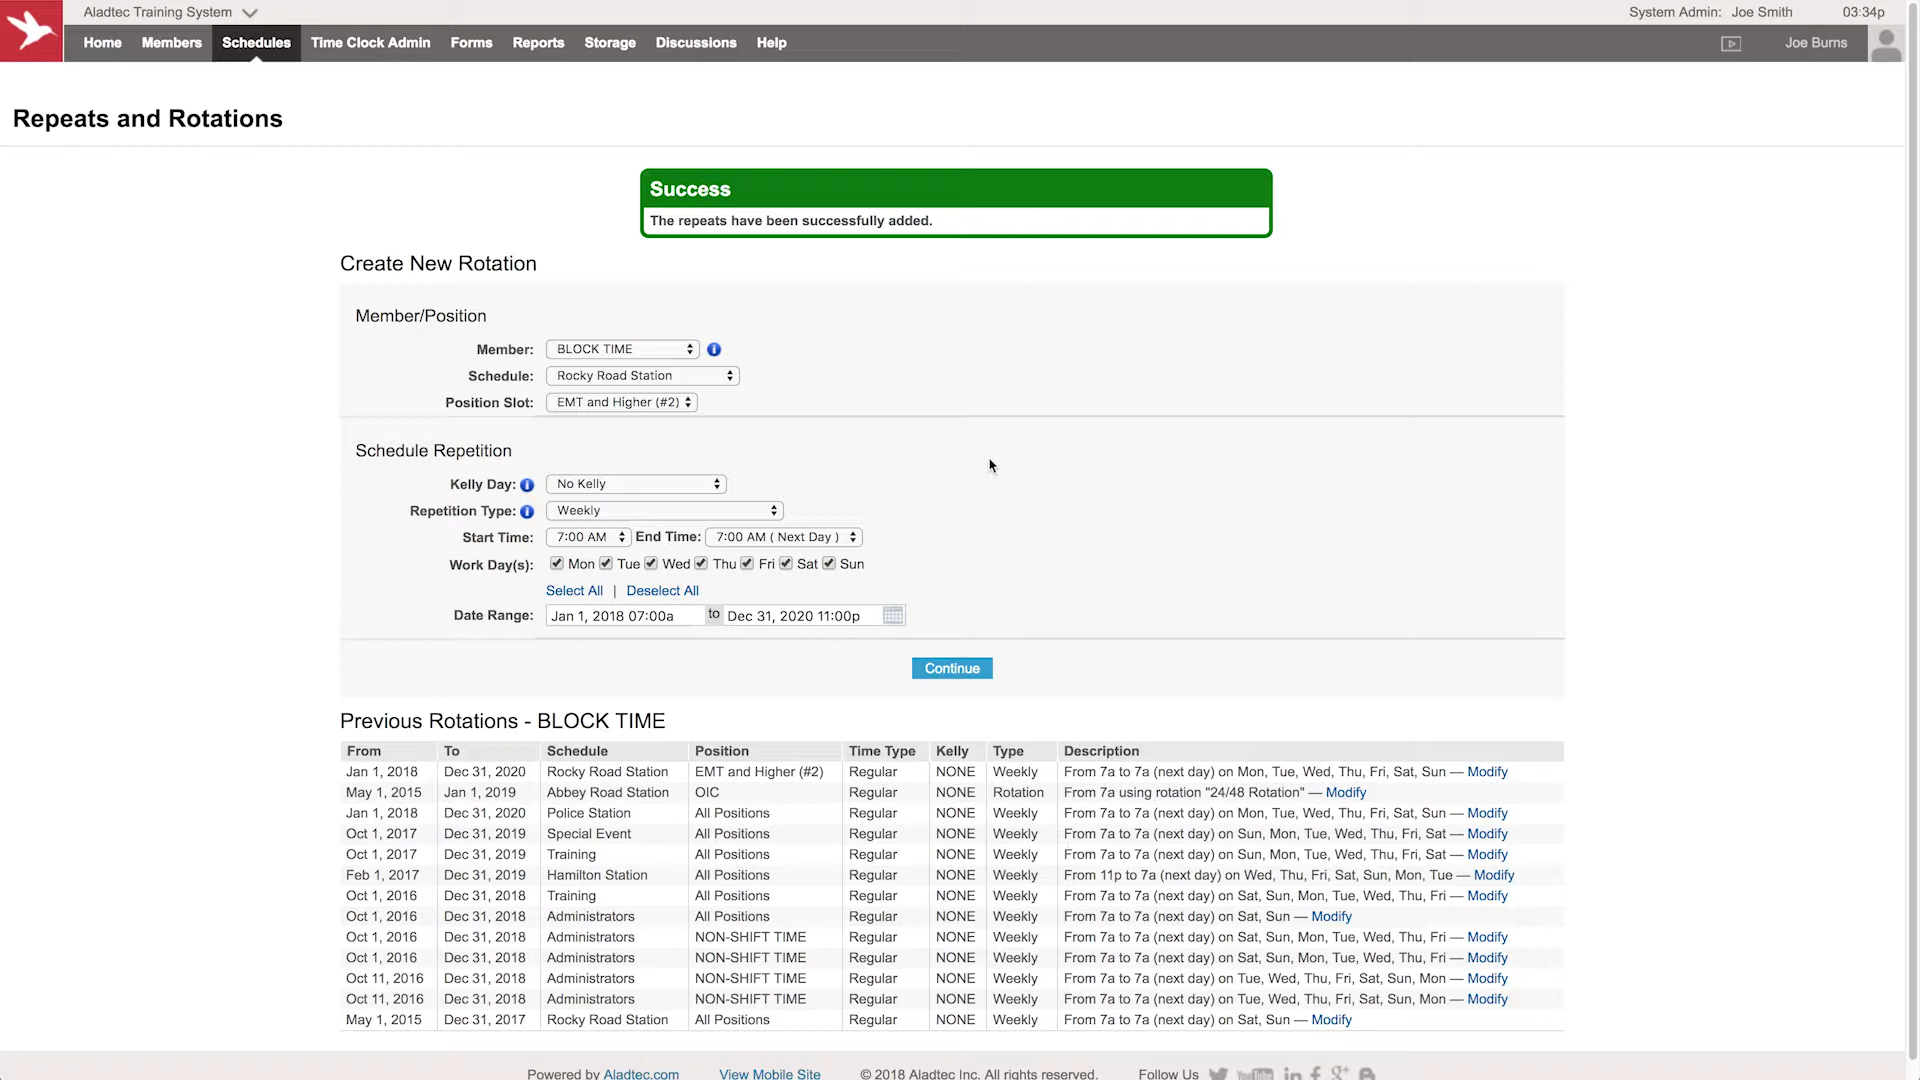 Aladtec Training System
System Admin: Joe Smith 03:34p
Home Members Schedules Time Clock Admin Forms Reports Storage Discussions Help
Joe Burns
Repeats and Rotations
Success
The repeats have been successfully added.
Create New Rotation
Member/Position
Member: BLOCK TIME
Schedule: Rocky Road Station
Position Slot: EMT and Higher (#2)
Schedule Repetition
Kelly Day: No Kelly
Repetition Type: Weekly
Start Time: 7:00 AM End Time: 7:00 AM ( Next Day )
Work Day(s): Mon Tue Wed Thu Fri Sat Sun
Select All | Deselect All
Date Range: Jan 1, 2018 07:00a to Dec 31, 2020 11:00p
Continue
Previous Rotations - BLOCK TIME
From To Schedule Position Time Type Kelly Type Description
Jan 1, 2018 Dec 31, 2020 Rocky Road Station EMT and Higher (#2) Regular NONE Weekly From 7a to 7a (next day) on Mon, Tue, Wed, Thu, Fri, Sat, Sun — Modify
May 1, 2015 Jan 1, 2019 Abbey Road Station OIC Regular NONE Rotation From 7a using rotation "24/48 Rotation" — Modify
Jan 1, 2018 Dec 31, 2020 Police Station All Positions Regular NONE Weekly From 7a to 7a (next day) on Mon, Tue, Wed, Thu, Fri, Sat, Sun — Modify
Oct 1, 2017 Dec 31, 2019 Special Event All Positions Regular NONE Weekly From 7a to 7a (next day) on Sun, Mon, Tue, Wed, Thu, Fri, Sat — Modify
Oct 1, 2017 Dec 31, 2019 Training All Positions Regular NONE Weekly From 7a to 7a (next day) on Sun, Mon, Tue, Wed, Thu, Fri, Sat — Modify
Feb 1, 2017 Dec 31, 2019 Hamilton Station All Positions Regular NONE Weekly From 11p to 7a (next day) on Wed, Thu, Fri, Sat, Sun, Mon, Tue — Modify
Oct 1, 2016 Dec 31, 2018 Training All Positions Regular NONE Weekly From 7a to 7a (next day) on Sat, Sun, Mon, Tue, Wed, Thu, Fri — Modify
Oct 1, 2016 Dec 31, 2018 Administrators All Positions Regular NONE Weekly From 7a to 7a (next day) on Sat, Sun — Modify
Oct 1, 2016 Dec 31, 2018 Administrators NON-SHIFT TIME Regular NONE Weekly From 7a to 7a (next day) on Sat, Sun, Mon, Tue, Wed, Thu, Fri — Modify
Oct 1, 2016 Dec 31, 2018 Administrators NON-SHIFT TIME Regular NONE Weekly From 7a to 7a (next day) on Sat, Sun, Mon, Tue, Wed, Thu, Fri — Modify
Oct 11, 2016 Dec 31, 2018 Administrators NON-SHIFT TIME Regular NONE Weekly From 7a to 7a (next day) on Tue, Wed, Thu, Fri, Sat, Sun, Mon — Modify
Oct 11, 2016 Dec 31, 2018 Administrators NON-SHIFT TIME Regular NONE Weekly From 7a to 7a (next day) on Tue, Wed, Thu, Fri, Sat, Sun, Mon — Modify
May 1, 2015 Dec 31, 2017 Rocky Road Station All Positions Regular NONE Weekly From 7a to 7a (next day) on Sat, Sun — Modify
Powered by Aladtec.com View Mobile Site © 2018 Aladtec Inc. All rights reserved. Follow Us